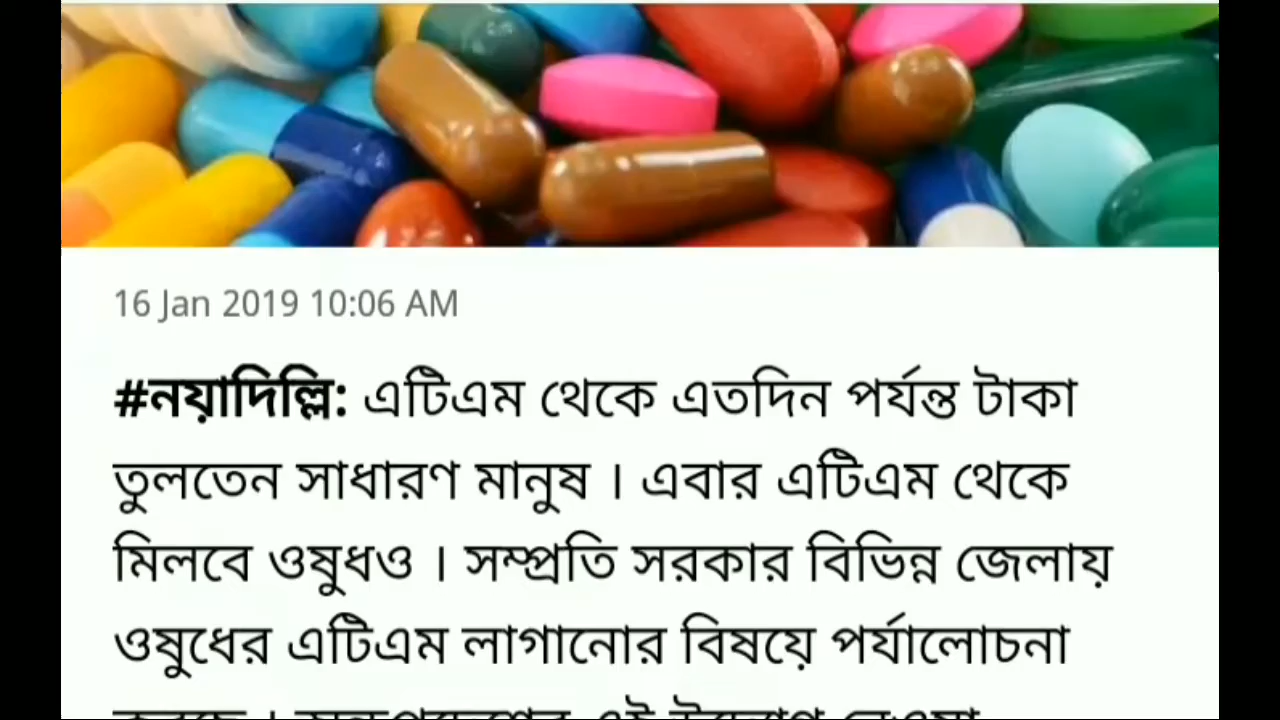 16 Jan 2019 10:06 AM
#নয়াদিল্লি: এটিএম থেকে এতদিন পর্যন্ত টাকা
তুলতেন সাধারণ মানুষ । এবার এটিএম থেকে
মিলবে ওষুধও । সম্প্রতি সরকার বিভিন্ন জেলায়
ওষুধের এটিএম লাগানোর বিষয়ে পর্যালোচনা